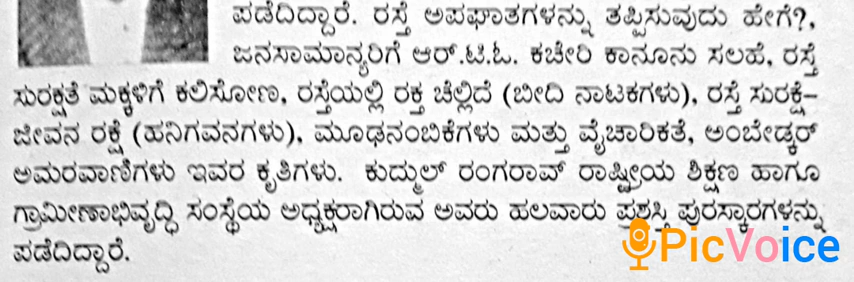 ಪಡೆದಿದ್ದಾರೆ. ರಸ್ತೆ ಅಪಘಾತಗಳನ್ನು ತಪ್ಪಿಸುವುದು ಹೇಗೆ?,
ಜನಸಾಮಾನ್ಯರಿಗೆ ಆರ್.ಟಿ.ಓ. ಕಚೇರಿ ಕಾನೂನು ಸಲಹೆ, ರಸ್ತೆ
ಸುರಕ್ಷತೆ ಮಕ್ಕಳಿಗೆ ಕಲಿಸೋಣ, ರಸ್ತೆಯಲ್ಲಿ ರಕ್ತ ಚೆಲ್ಲಿದೆ (ಬೀದಿ ನಾಟಕಗಳು), ರಸ್ತೆ ಸುರಕ್ಷೆ–
ಜೀವನ ರಕ್ಷೆ (ಹನಿಗವನಗಳು), ಮೂಢನಂಬಿಕೆಗಳು ಮತ್ತು ವೈಚಾರಿಕತೆ, ಅಂಬೇಡ್ಕರ್
ಅಮರವಾಣಿಗಳು ಇವರ ಕೃತಿಗಳು. ಕುದ್ಮುಲ್ ರಂಗರಾವ್ ರಾಷ್ಟ್ರೀಯ ಶಿಕ್ಷಣ ಹಾಗೂ
ಗ್ರಾಮೀಣಾಭಿವೃದ್ಧಿ ಸಂಸ್ಥೆಯ ಅಧ್ಯಕ್ಷರಾಗಿರುವ ಅವರು ಹಲವಾರು ಪ್ರಶಸ್ತಿ ಪುರಸ್ಕಾರಗಳನ್ನು
ಪಡೆದಿದ್ದಾರೆ.
PicVoice